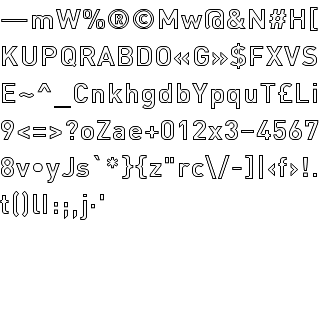 —mW%®©Mw@&N#H[
KUPQRABDO«G»$FXVS
E~^_CnkhgdbYpquT£Li
9<=>?oZae+012x3–4567
8v•yJs`*}{z"rc\/-]|‹f›!.
t()lI:;,j·'